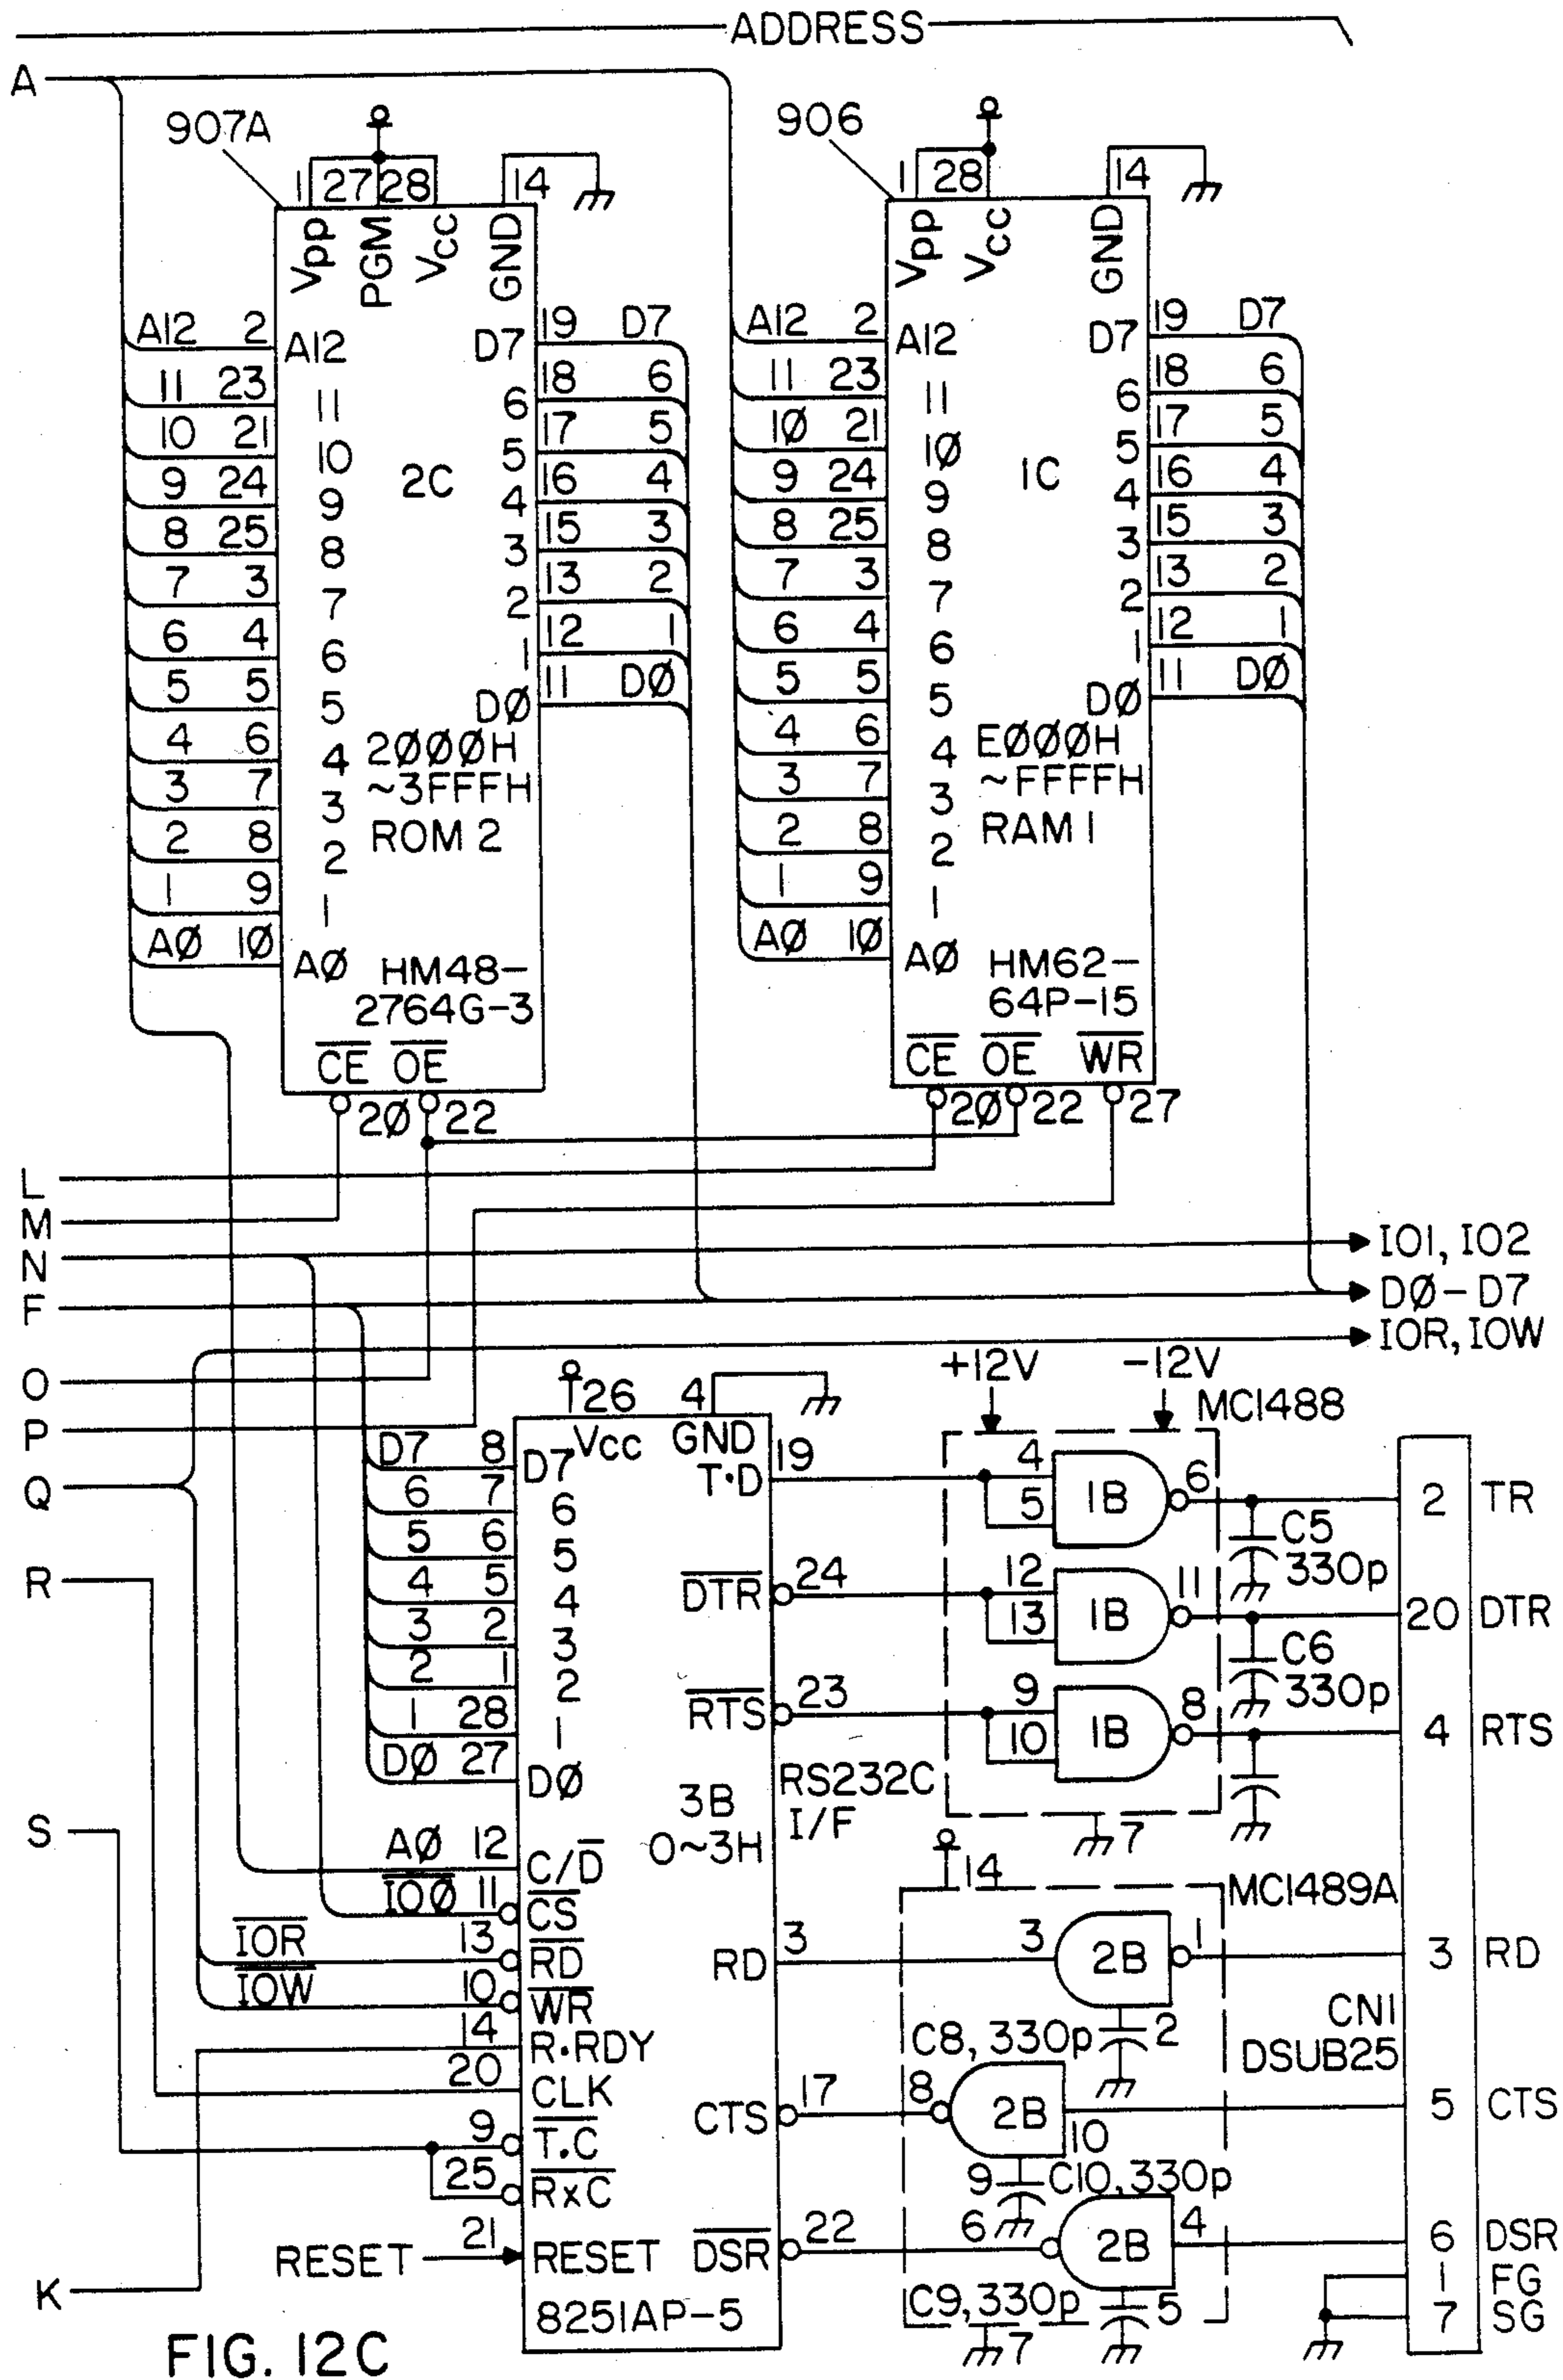 ADDRESS
A
907A
906
1 27 28 14
1 28 14
Vpp PGM Vcc GND
Vpp Vcc GND
A12 2 A12 D7 19 D7
11 23 11 6 18 6
10 21 10 5 17 5
9 24 9 4 16 4
8 25 8 3 15 3
7 3 7 2 13 2
6 4 6 1 12 1
5 5 5 DØ 11 DØ
4 6 4
3 7 3
2 8 2
1 9 1
AØ 1Ø AØ
2C
2ØØØH
~3FFFH
ROM 2
HM48-
2764G-3
C̅E̅ O̅E̅
2Ø 22
A12 2 A12 D7 19 D7
11 23 11 6 18 6
1Ø 21 1Ø 5 17 5
9 24 9 4 16 4
8 25 8 3 15 3
7 3 7 2 13 2
6 4 6 1 12 1
5 5 5 DØ 11 DØ
4 6 4
3 7 3
2 8 2
1 9 1
AØ 1Ø AØ
1C
EØØØH
~FFFFH
RAM 1
HM62-
64P-15
C̅E̅ O̅E̅ W̅R̅
2Ø 22 27
L
M
N
F
O
P
Q
R
S
K
IO1, IO2
DØ-D7
IOR, IOW
26 4
Vcc GND
D7 8 D7
6 7 6
5 6 5
4 5 4
3 2 3
2 1 2
1 28 1
DØ 27 DØ
AØ 12 C/D̅
I̅O̅Ø̅ 11 C̅S̅
I̅O̅R̅ 13 R̅D̅
I̅O̅W̅ 10 W̅R̅
14 R·RDY
20 CLK
9 T̅.̅C̅
25 R̅x̅C̅
RESET 21 RESET
3B
0~3H
RS232C
I/F
8251AP-5
T·D 19
D̅T̅R̅ 24
R̅T̅S̅ 23
RD 3
CTS 17
D̅S̅R̅ 22
+12V -12V
MC1488
4 5 1B 6
12 13 1B 11
9 10 1B 8
7
C5
330p
C6
330p
14
MC1489A
3 2B 1
C8, 330p 2
8 2B 10
9 C10, 330p
6 2B 4
C9, 330p 5
7
2 TR
20 DTR
4 RTS
3 RD
CN1
DSUB25
5 CTS
6 DSR
1 FG
7 SG
FIG. 12C